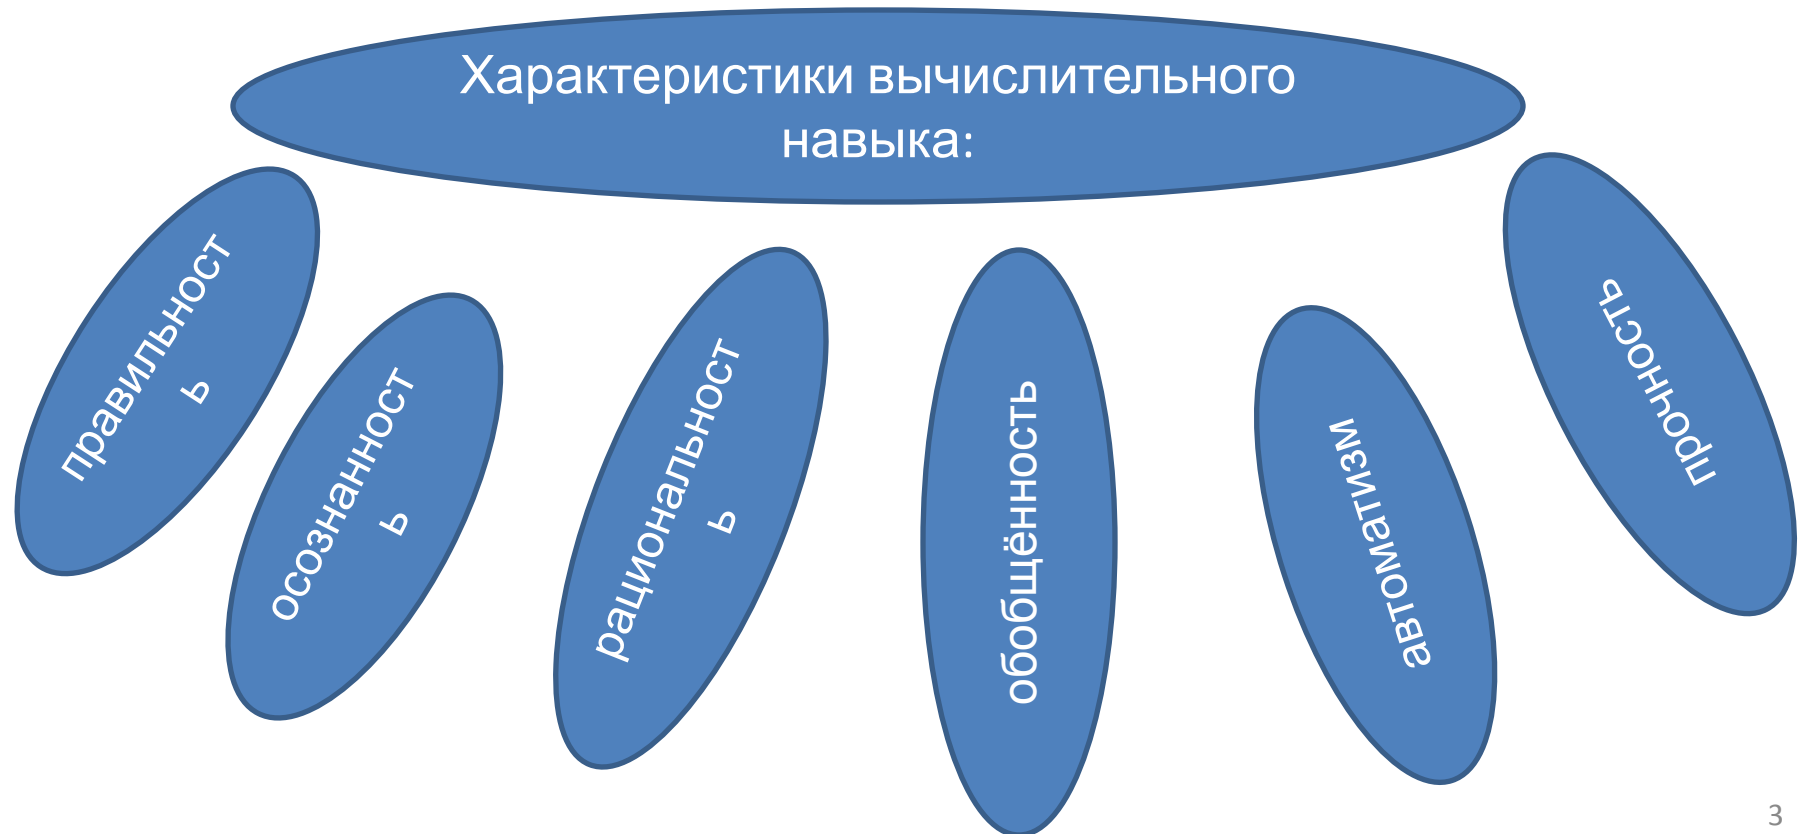 Характеристики вычислительного
навыка:
правильност
ь
осознанност
ь
рациональност
ь
обобщённость
автоматизм
прочность
3